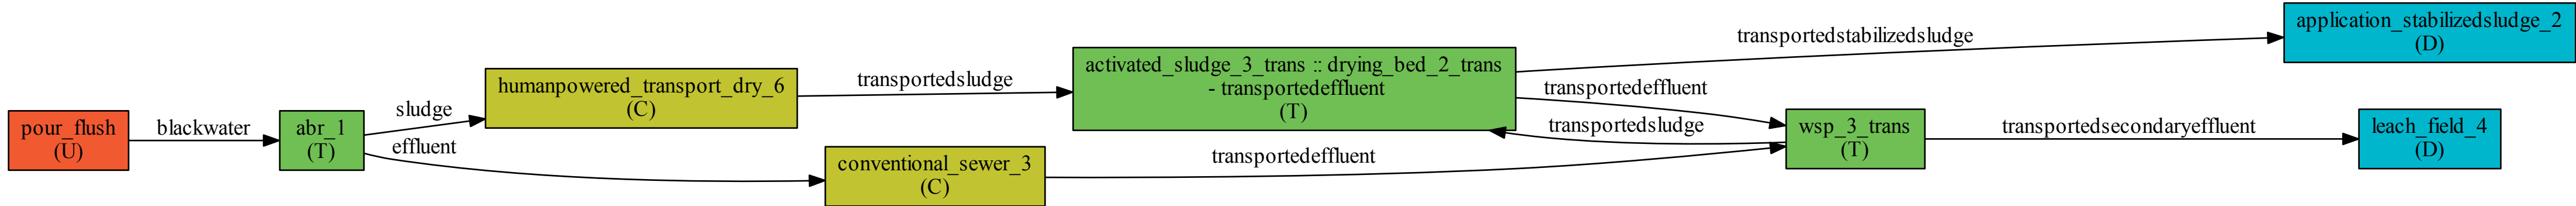 pour_flush
(U)
blackwater
abr_1
(T)
sludge
effluent
humanpowered_transport_dry_6
(C)
conventional_sewer_3
(C)
transportedsludge
activated_sludge_3_trans :: drying_bed_2_trans
- transportedeffluent
(T)
transportedeffluent
transportedstabilizedsludge
transportedeffluent
transportedsludge
wsp_3_trans
(T)
transportedsecondaryeffluent
application_stabilizedsludge_2
(D)
leach_field_4
(D)